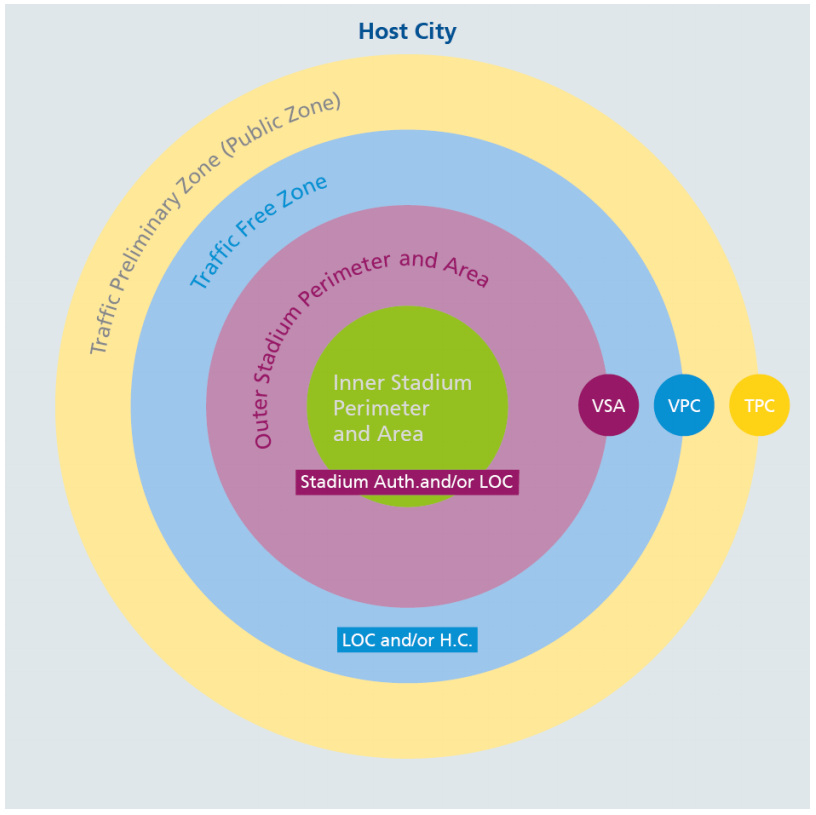 Host City
Traffic Preliminary Zone (Public Zone)
Traffic Free Zone
Outer Stadium Perimeter and Area
Inner Stadium
Perimeter
and Area
VSA
VPC
TPC
Stadium Auth.and/or LOC
LOC and/or H.C.